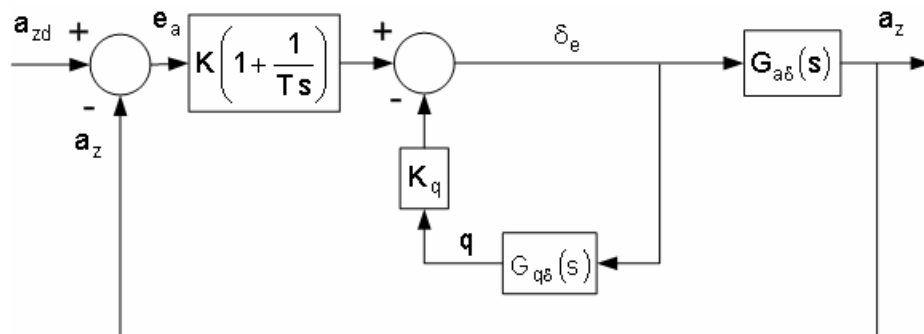 a_zd
+
-
a_z
e_a
K(1+1/Ts)
+
-
δ_e
G_aδ(s)
a_z
K_q
q
G_qδ(s)